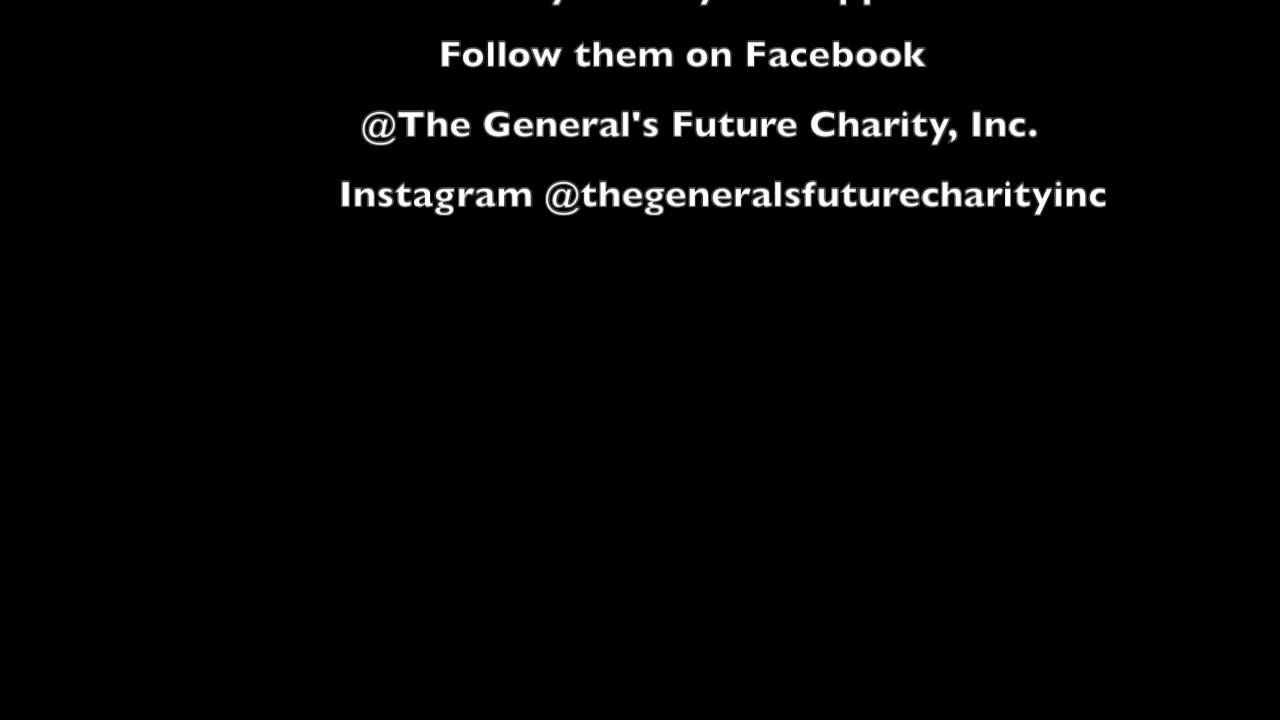 Follow them on Facebook
@The General's Future Charity, Inc.
Instagram @thegeneralsfuturecharityinc